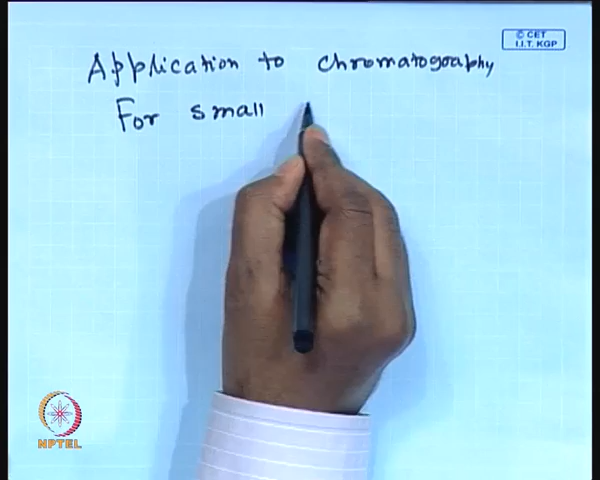 © CET
I.I.T. KGP
Application to chromatography
For small
NPTEL